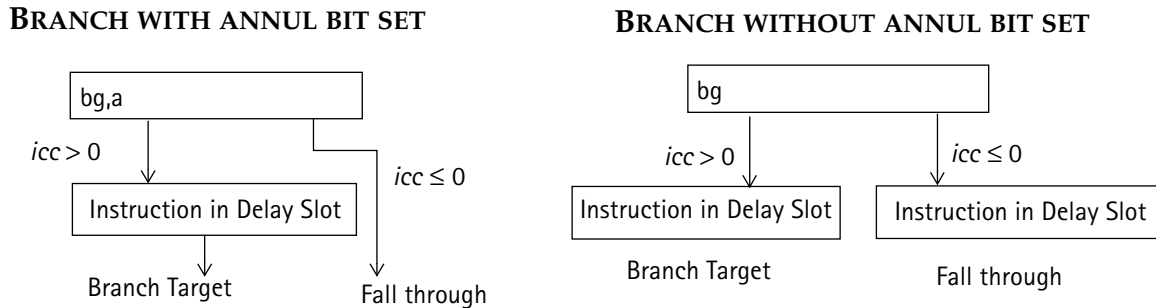 BRANCH WITH ANNUL BIT SET
bg,a
icc > 0
icc ≤ 0
Instruction in Delay Slot
Branch Target
Fall through
BRANCH WITHOUT ANNUL BIT SET
bg
icc > 0
icc ≤ 0
Instruction in Delay Slot
Instruction in Delay Slot
Branch Target
Fall through